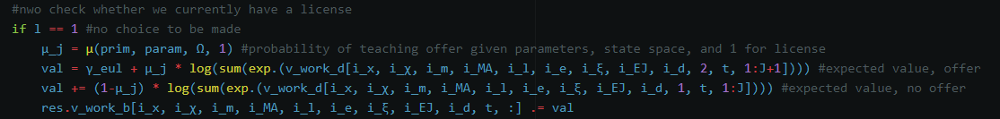 #nwo check whether we currently have a license
if l == 1 #no choice to be made
μ_j = μ(prim, param, Ω, 1) #probability of teaching offer given parameters, state space, and 1 for license
val = γ_eul + μ_j * log(sum(exp.(v_work_d[i_x, i_χ, i_m, i_MA, i_l, i_e, i_ξ, i_EJ, i_d, 2, t, 1:J+1]))) #expected value, offer
val += (1-μ_j) * log(sum(exp.(v_work_d[i_x, i_χ, i_m, i_MA, i_l, i_e, i_ξ, i_EJ, i_d, 1, t, 1:J]))) #expected value, no offer
res.v_work_b[i_x, i_χ, i_m, i_MA, i_l, i_e, i_ξ, i_EJ, i_d, t, :] .= val